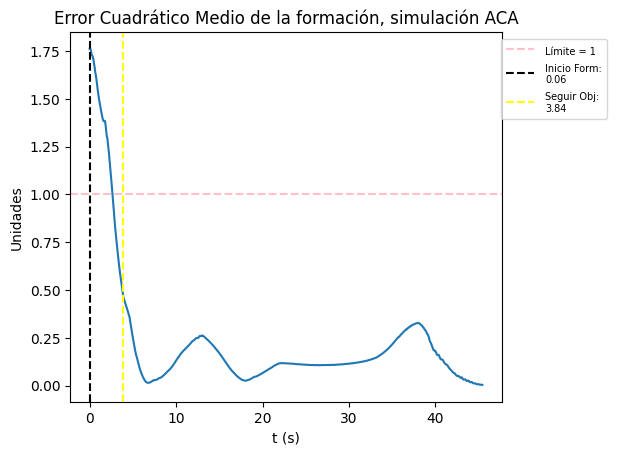 Error Cuadrático Medio de la formación, simulación ACA
Límite = 1
Inicio Form:
0.06
Seguir Obj:
3.84
Unidades
1.75
1.50
1.25
1.00
0.75
0.50
0.25
0.00
0
10
20
30
40
t (s)